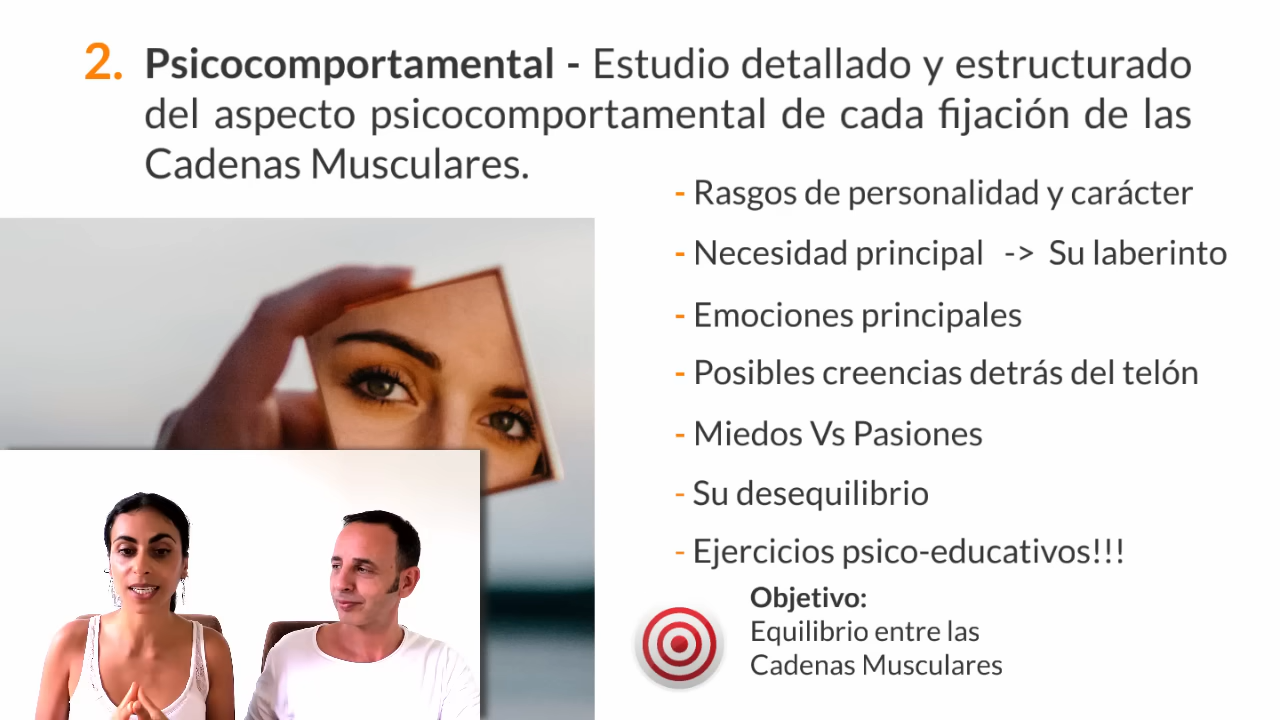 2. Psicocomportamental - Estudio detallado y estructurado
del aspecto psicocomportamental de cada fijación de las
Cadenas Musculares.
- Rasgos de personalidad y carácter
- Necesidad principal -> Su laberinto
- Emociones principales
- Posibles creencias detrás del telón
- Miedos Vs Pasiones
- Su desequilibrio
- Ejercicios psico-educativos!!!
Objetivo:
Equilibrio entre las
Cadenas Musculares